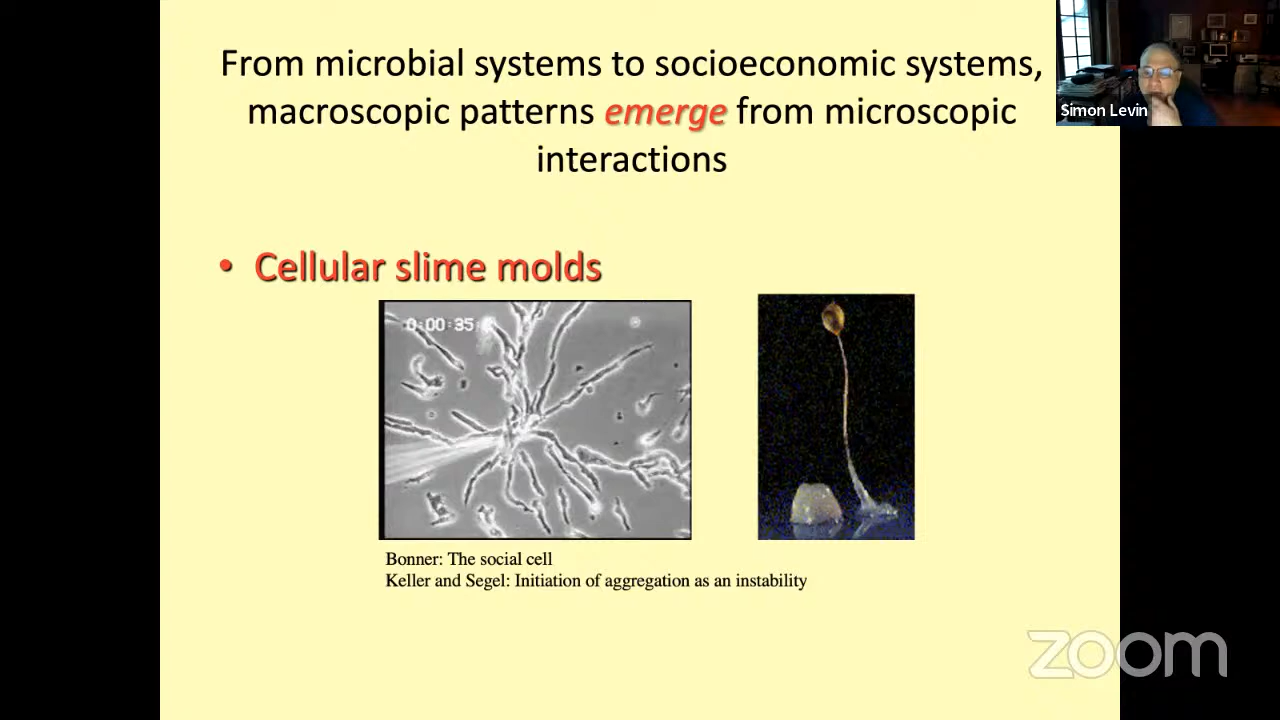 From microbial systems to socioeconomic systems,
macroscopic patterns emerge from microscopic
interactions
Simon Levin
• Cellular slime molds
0:00:35
Bonner: The social cell
Keller and Segel: Initiation of aggregation as an instability
zoom